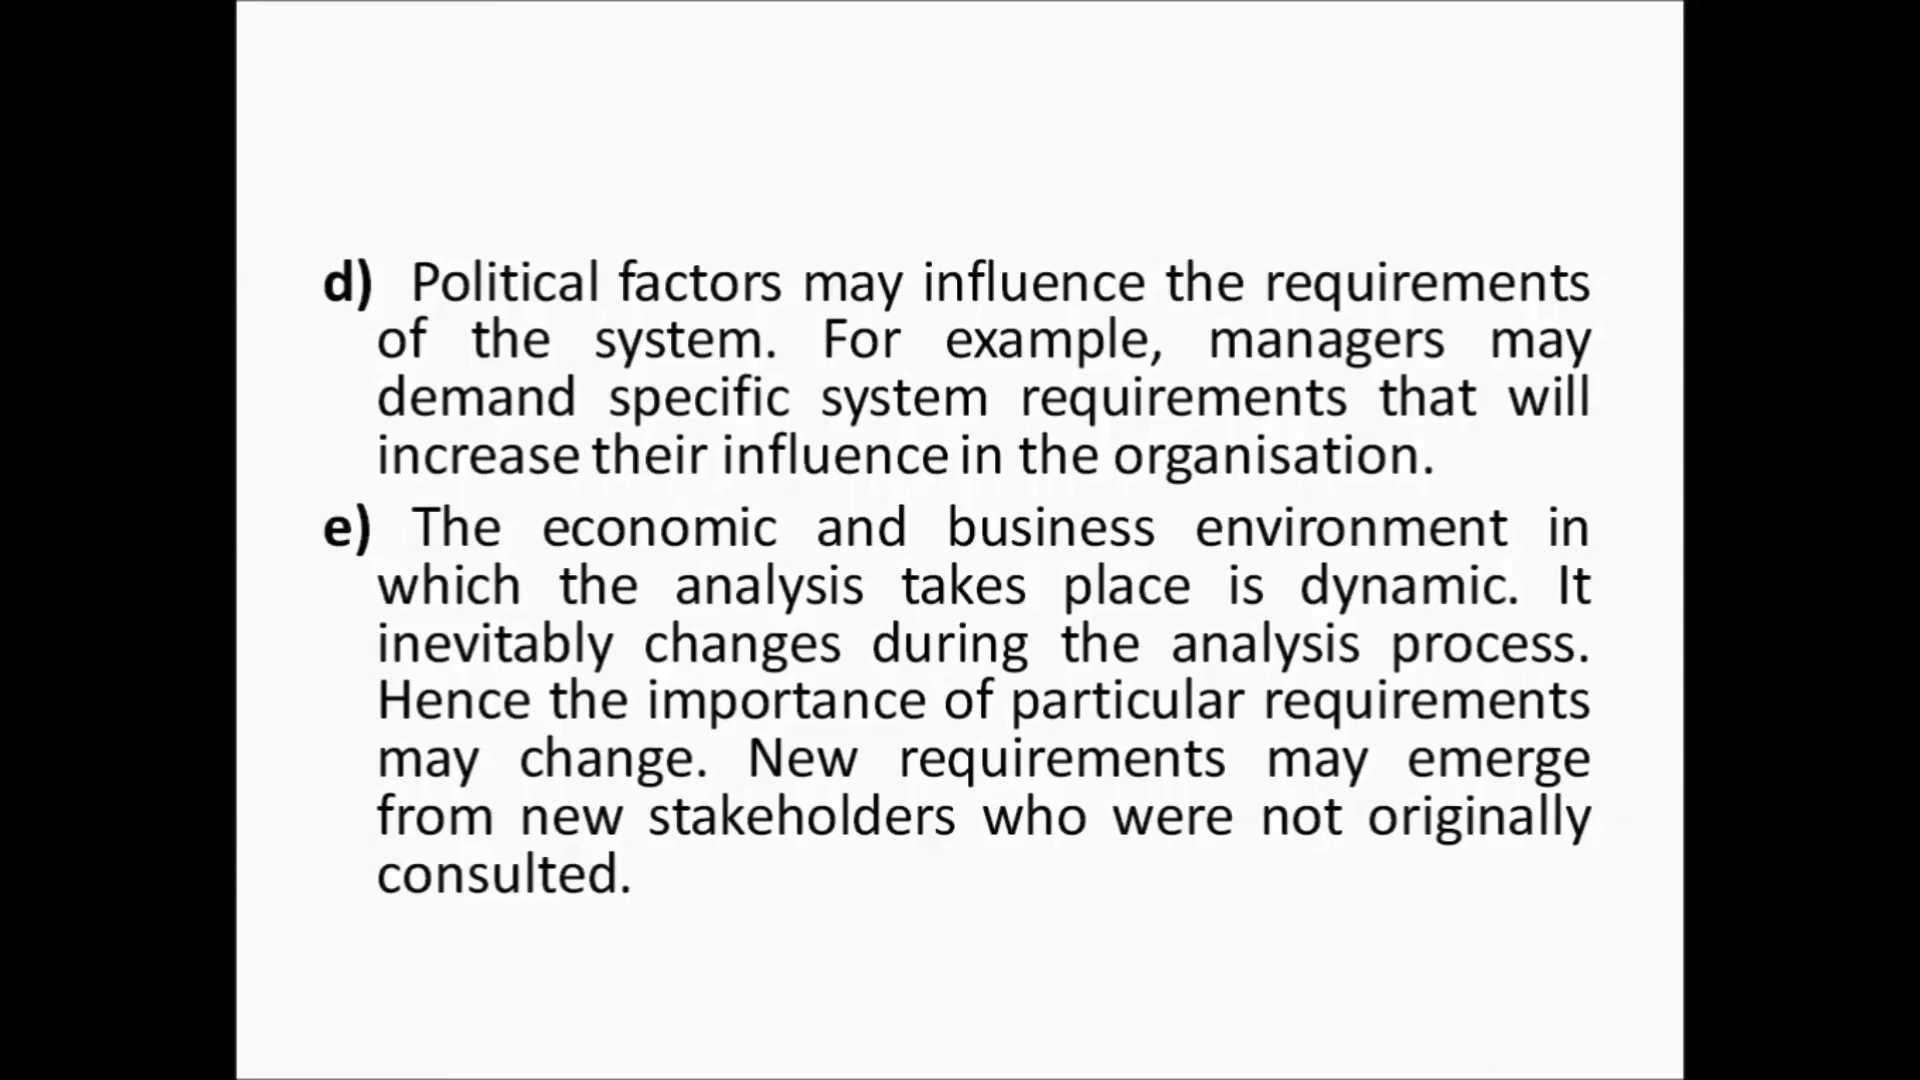 d) Political factors may influence the requirements
of the system. For example, managers may
demand specific system requirements that will
increase their influence in the organisation.
e) The economic and business environment in
which the analysis takes place is dynamic. It
inevitably changes during the analysis process.
Hence the importance of particular requirements
may change. New requirements may emerge
from new stakeholders who were not originally
consulted.